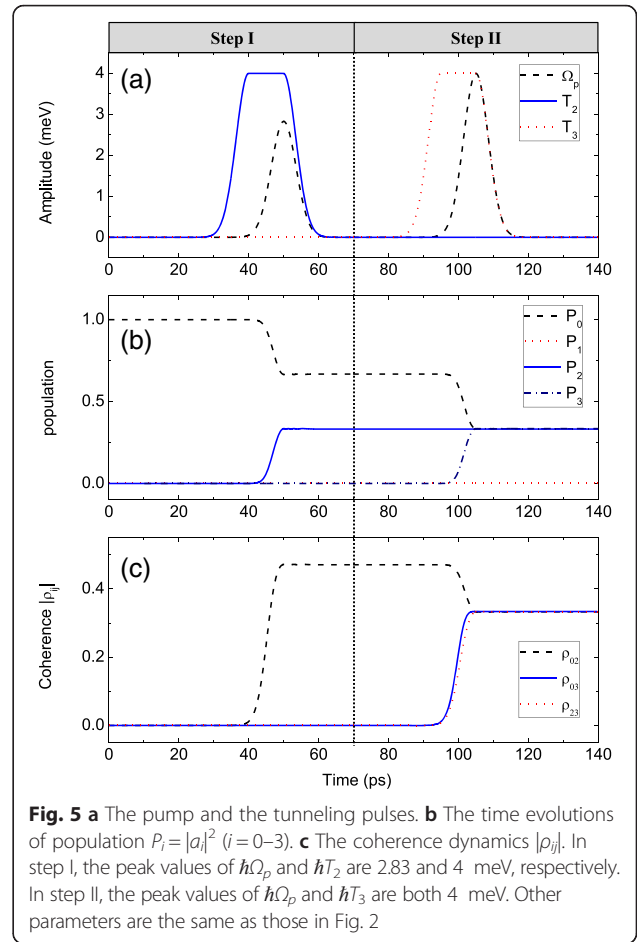 Step I Step II
(a)
Amplitude (meV)
4
3
2
1
0
Ω_p
T_2
T_3
0 20 40 60 80 100 120 140
(b)
population
1.0
0.5
0.0
P_0
P_1
P_2
P_3
0 20 40 60 80 100 120 140
(c)
Coherence |ρ_ij|
0.4
0.2
0.0
ρ_02
ρ_03
ρ_23
0 20 40 60 80 100 120 140
Time (ps)
Fig. 5 a The pump and the tunneling pulses. b The time evolutions
of population P_i = |a_i|^2 (i = 0–3). c The coherence dynamics |ρ_ij|. In
step I, the peak values of ħΩ_p and ħT_2 are 2.83 and 4 meV, respectively.
In step II, the peak values of ħΩ_p and ħT_3 are both 4 meV. Other
parameters are the same as those in Fig. 2